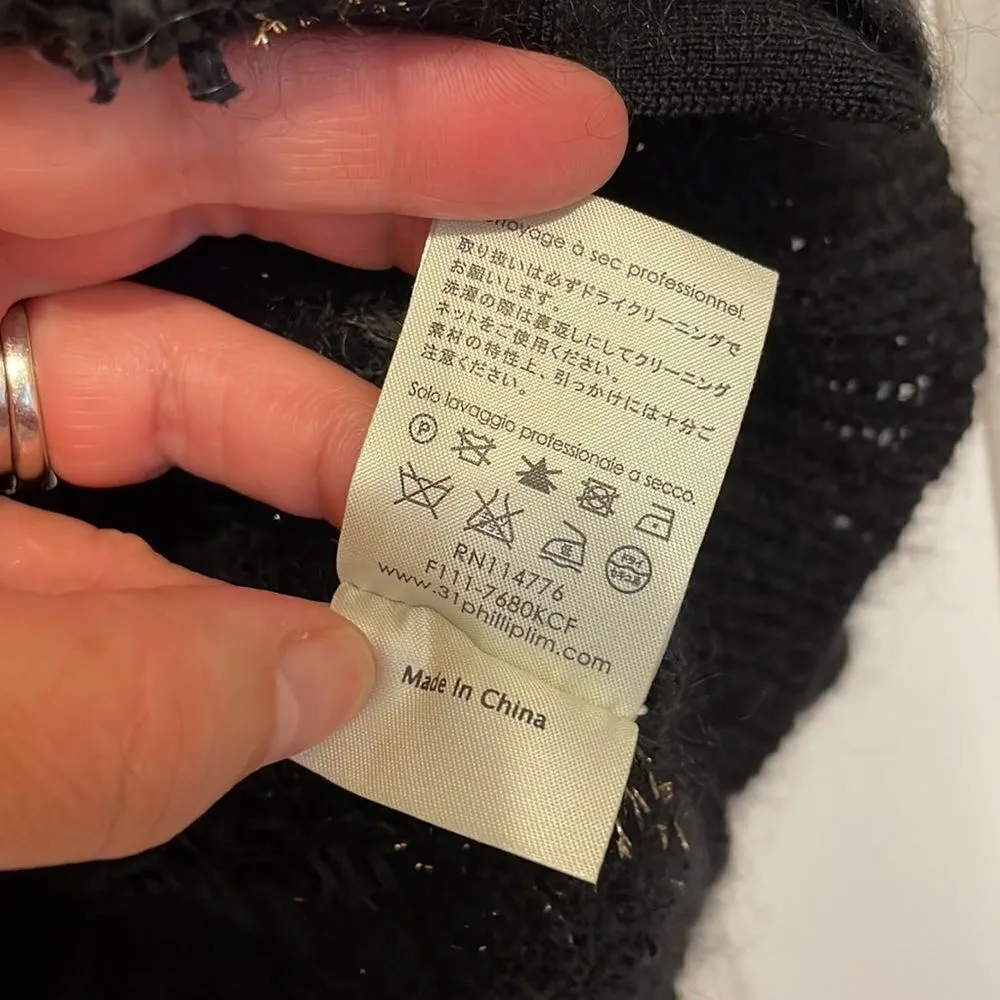 à sec professionnel.
取り扱いは必ずドライクリーニングで
お願いします。
洗濯の際は裏返しにしてクリーニング
ネットをご使用ください。
素材の特性上、引っかけには十分ご
注意ください。
Solo lavaggio professionale a secco.
P
RN114776
F111-7680KCF
www.31philliplim.com
Made In China